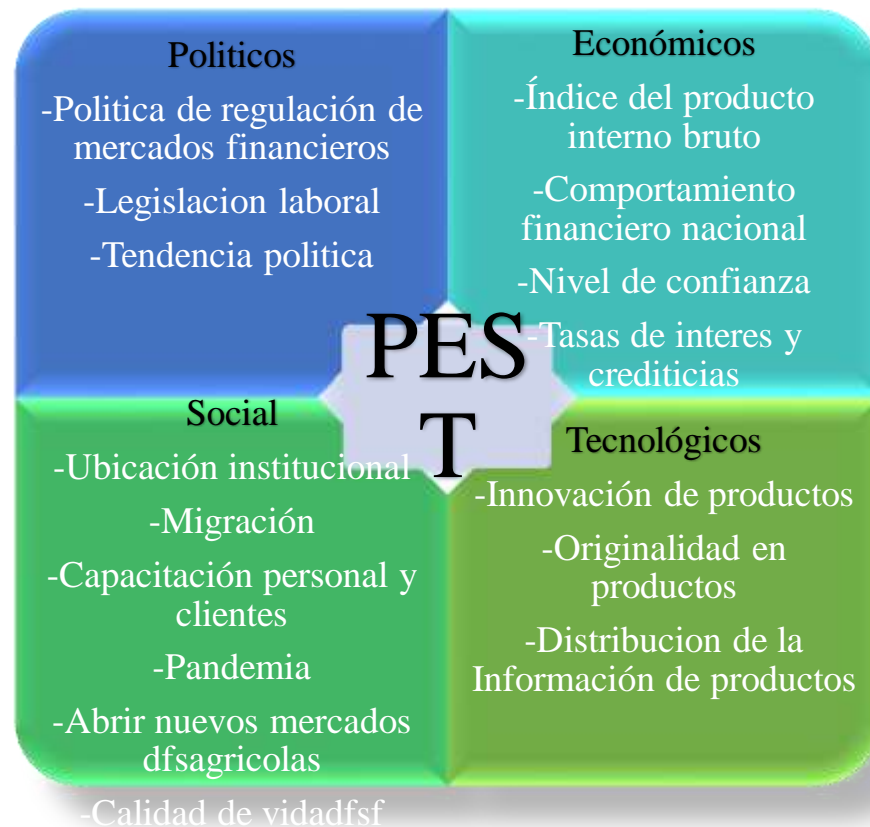 Politicos
-Politica de regulación de
mercados financieros
-Legislacion laboral
-Tendencia politica
Económicos
-Índice del producto
interno bruto
-Comportamiento
financiero nacional
-Nivel de confianza
-Tasas de interes y
crediticias
PES
T
Social
-Ubicación institucional
-Migración
-Capacitación personal y
clientes
-Pandemia
-Abrir nuevos mercados
dfsagricolas
-Calidad de vidadfsf
Tecnológicos
-Innovación de productos
-Originalidad en
productos
-Distribucion de la
Información de productos